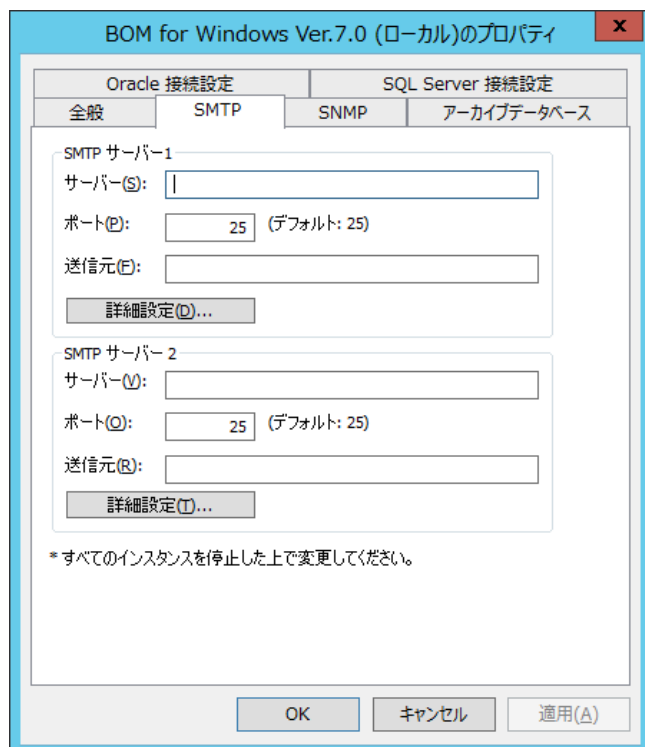 BOM for Windows Ver.7.0 (ローカル)のプロパティ
x
Oracle 接続設定
SQL Server 接続設定
全般
SMTP
SNMP
アーカイブデータベース
SMTP サーバー1
サーバー(S):
ポート(P): 25 (デフォルト: 25)
送信元(F):
詳細設定(D)...
SMTP サーバー 2
サーバー(V):
ポート(O): 25 (デフォルト: 25)
送信元(R):
詳細設定(T)...
* すべてのインスタンスを停止した上で変更してください。
OK
キャンセル
適用(A)